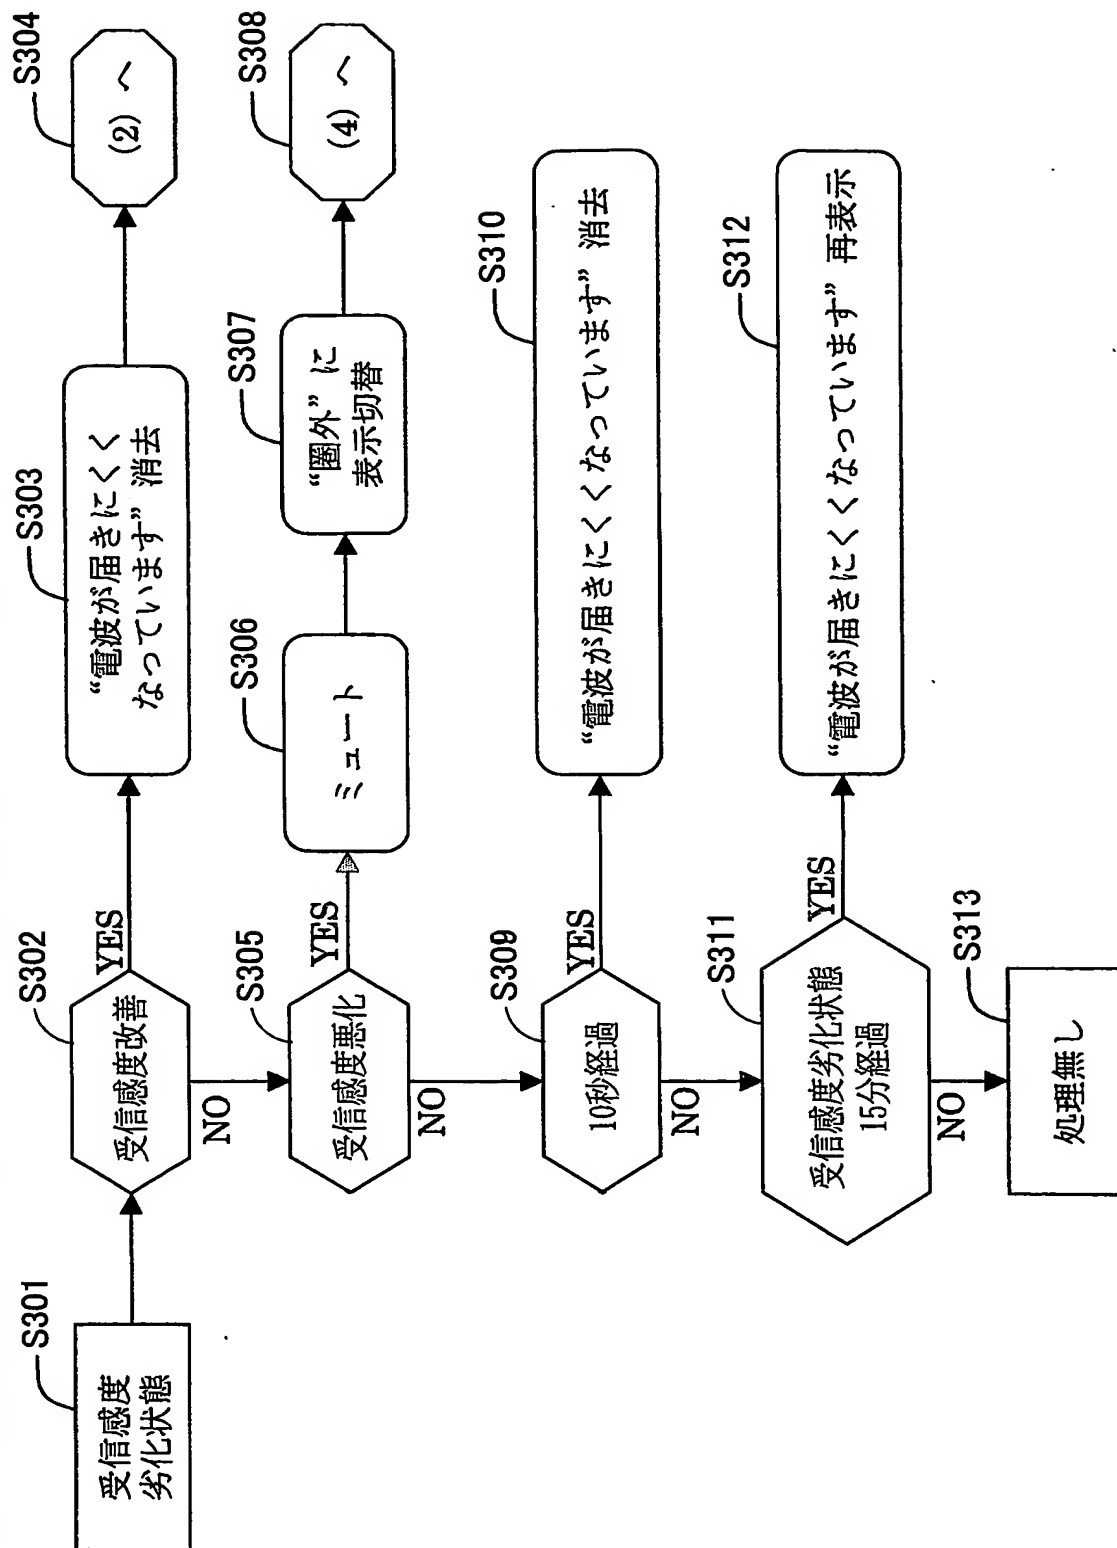 S301
受信感度
劣化状態
S302
受信感度改善
YES
NO
S303
“電波が届きにくく
なっています” 消去
S304
(2) へ
S305
受信感度悪化
YES
NO
S306
ミュート
S307
“圏外” に
表示切替
S308
(4) へ
S309
10秒経過
YES
NO
S310
“電波が届きにくくなっています” 消去
S311
受信感度劣化状態
15分経過
YES
NO
S312
“電波が届きにくくなっています” 再表示
S313
処理無し